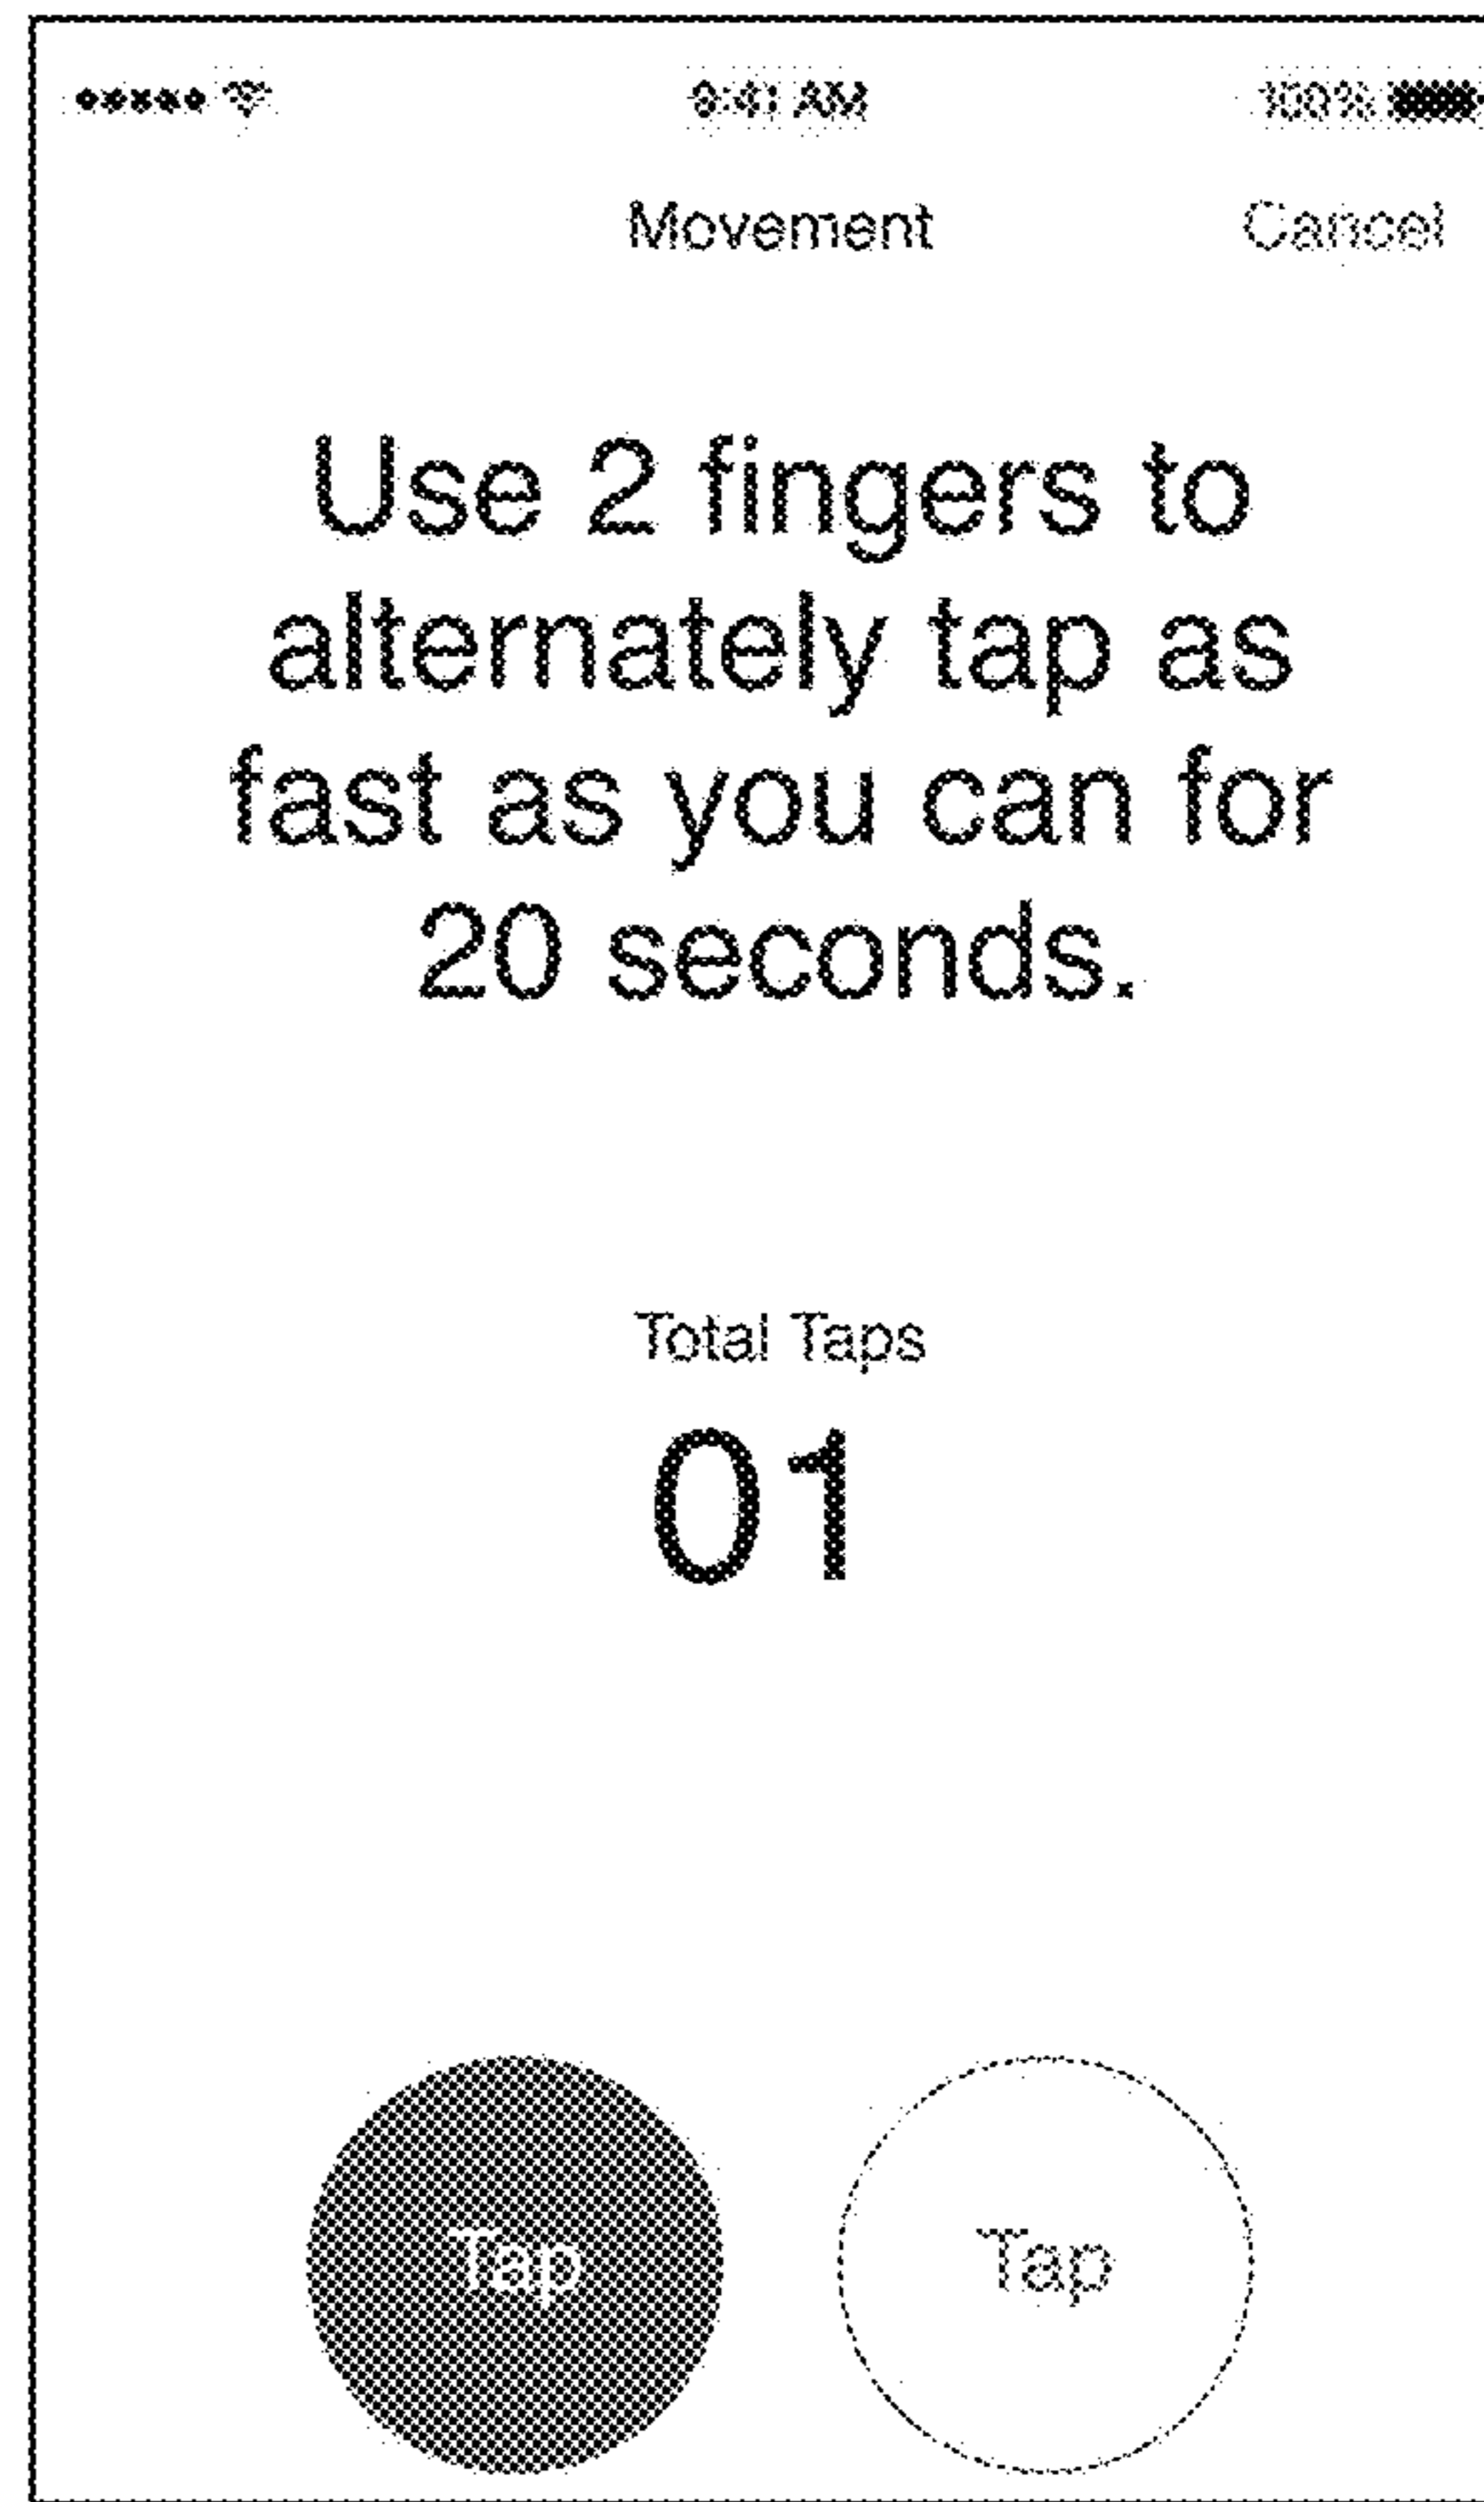 9:41 AM 100%
Movement Cancel
Use 2 fingers to
alternately tap as
fast as you can for
20 seconds.
Total Taps
01
Tap Tap